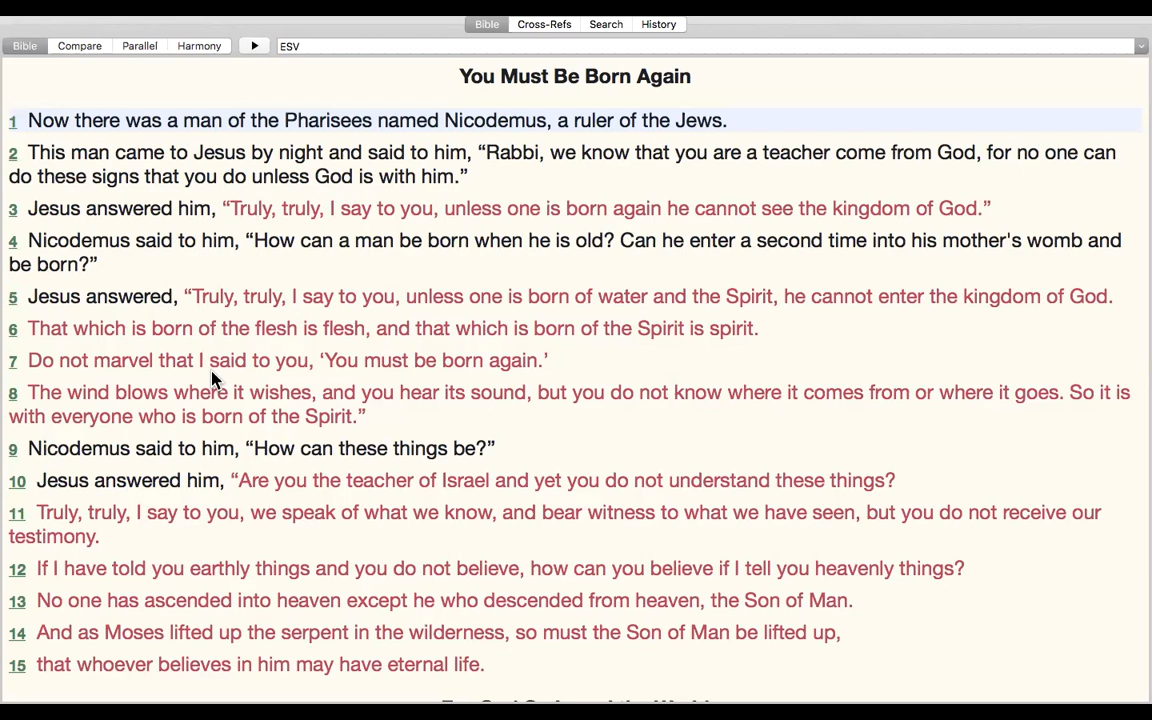 Bible Cross-Refs Search History
Bible Compare Parallel Harmony ESV
You Must Be Born Again
1 Now there was a man of the Pharisees named Nicodemus, a ruler of the Jews.
2 This man came to Jesus by night and said to him, “Rabbi, we know that you are a teacher come from God, for no one can
do these signs that you do unless God is with him.”
3 Jesus answered him, “Truly, truly, I say to you, unless one is born again he cannot see the kingdom of God.”
4 Nicodemus said to him, “How can a man be born when he is old? Can he enter a second time into his mother's womb and
be born?”
5 Jesus answered, “Truly, truly, I say to you, unless one is born of water and the Spirit, he cannot enter the kingdom of God.
6 That which is born of the flesh is flesh, and that which is born of the Spirit is spirit.
7 Do not marvel that I said to you, ‘You must be born again.’
8 The wind blows where it wishes, and you hear its sound, but you do not know where it comes from or where it goes. So it is
with everyone who is born of the Spirit.”
9 Nicodemus said to him, “How can these things be?”
10 Jesus answered him, “Are you the teacher of Israel and yet you do not understand these things?
11 Truly, truly, I say to you, we speak of what we know, and bear witness to what we have seen, but you do not receive our
testimony.
12 If I have told you earthly things and you do not believe, how can you believe if I tell you heavenly things?
13 No one has ascended into heaven except he who descended from heaven, the Son of Man.
14 And as Moses lifted up the serpent in the wilderness, so must the Son of Man be lifted up,
15 that whoever believes in him may have eternal life.